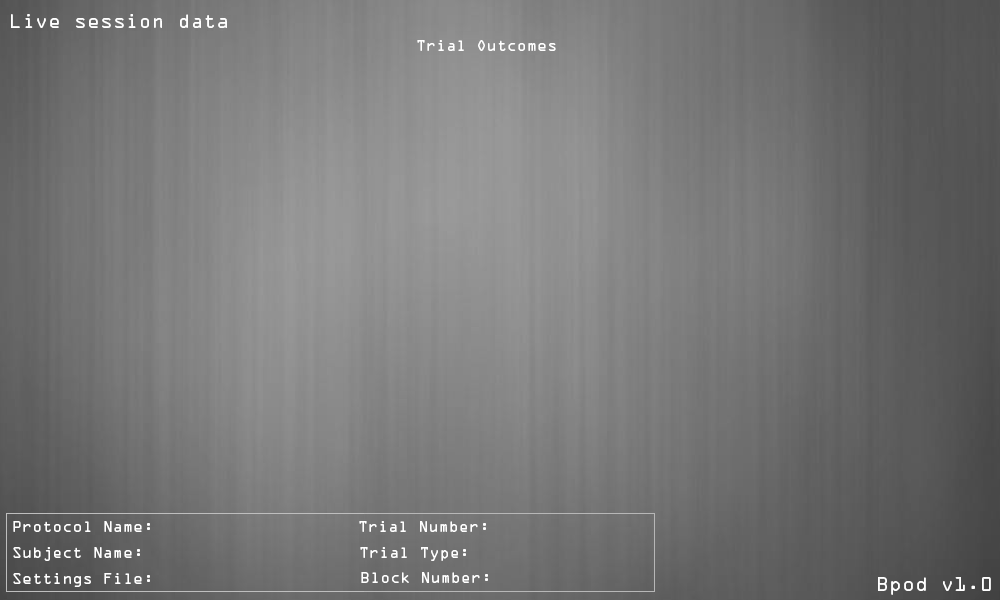 Live session data
Trial Outcomes
Protocol Name:
Trial Number:
Subject Name:
Trial Type:
Settings File:
Block Number:
Bpod v1.0